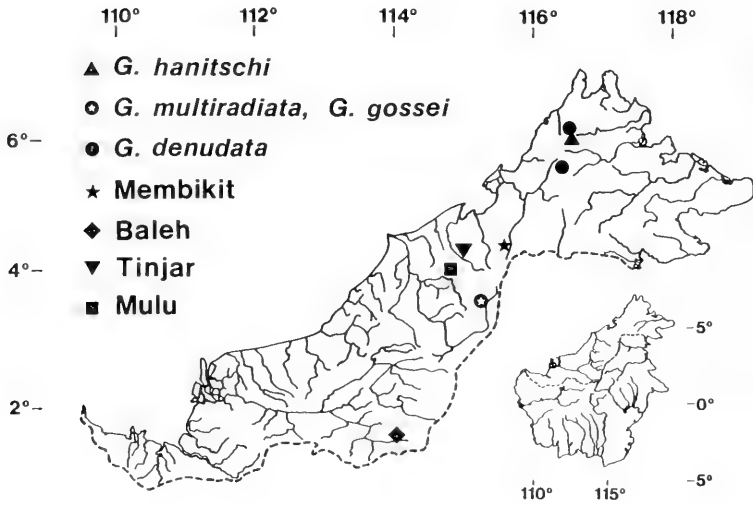 110° 112° 114° 116° 118°
G. hanitschi
G. multiradiata, G. gossei
6°
G. denudata
Membikit
Baleh
Tinjar
4°
Mulu
5°
2°
0°
5°
110° 115°